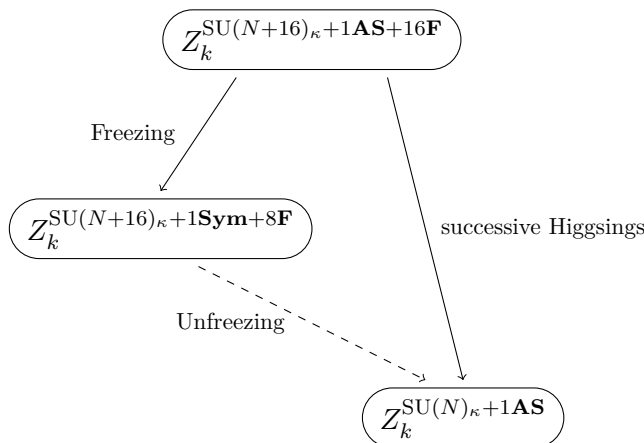 Z_k^{SU(N+16)_κ+1AS+16F}
Freezing
Z_k^{SU(N+16)_κ+1Sym+8F}
successive Higgsings
Unfreezing
Z_k^{SU(N)_κ+1AS}